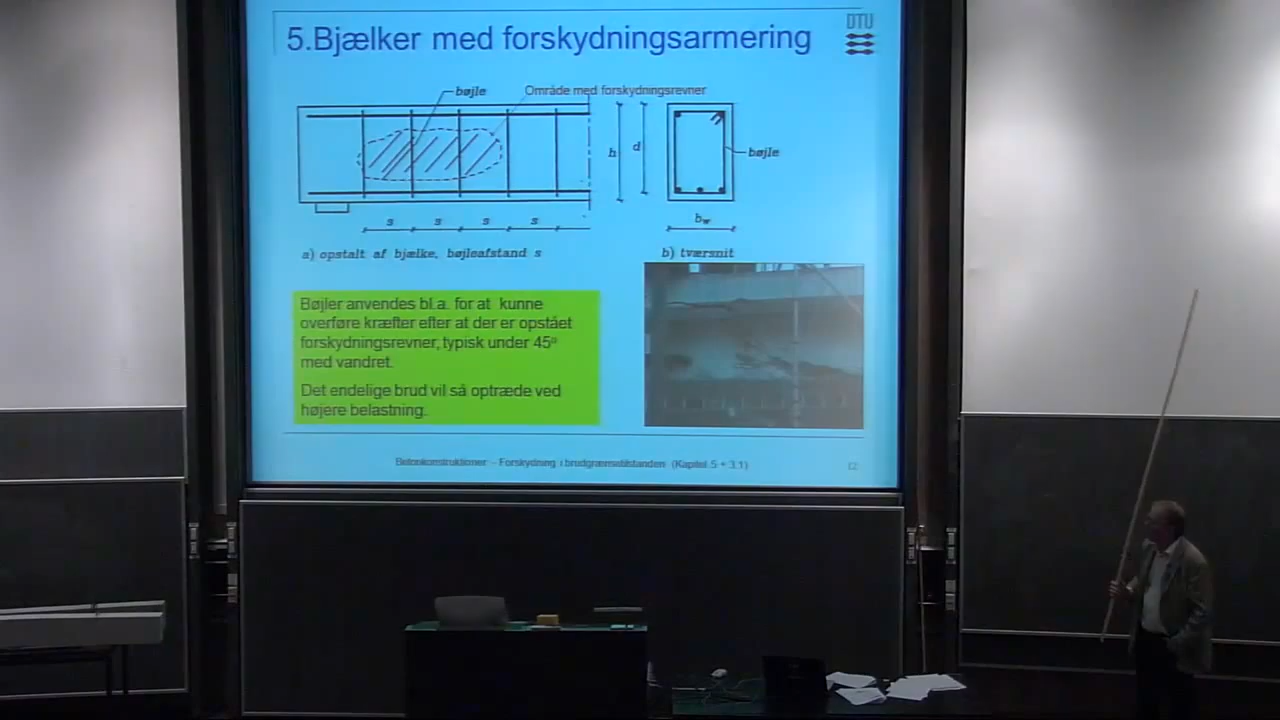 DTU
5.Bjælker med forskydningsarmering
bøjle
Område med forskydningsrevner
h
d
bøjle
s
s
s
s
b_w
a) opstalt af bjælke, bøjleafstand s
b) tværsnit
Bøjler anvendes bl.a. for at kunne
overføre kræfter efter at der er opstået
forskydningsrevner, typisk under 45º
med vandret.
Det endelige brud vil så optræde ved
højere belastning.
Betonkonstruktioner – Forskydning i brudgrænsetilstanden (Kapitel 5 + 3.1)
12